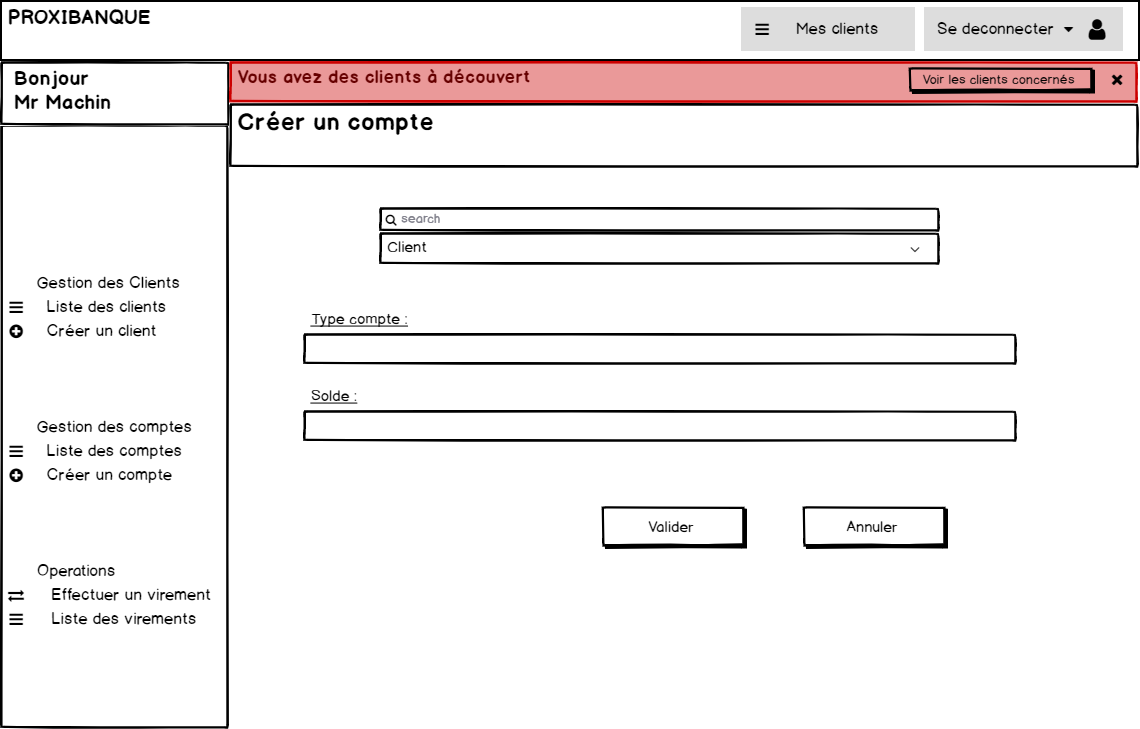 PROXIBANQUE
Mes clients
Se deconnecter
Bonjour
Mr Machin
Vous avez des clients à découvert
Voir les clients concernés
Créer un compte
search
Client
Gestion des Clients
Liste des clients
Créer un client
Type compte :
Solde :
Gestion des comptes
Liste des comptes
Créer un compte
Valider
Annuler
Operations
Effectuer un virement
Liste des virements